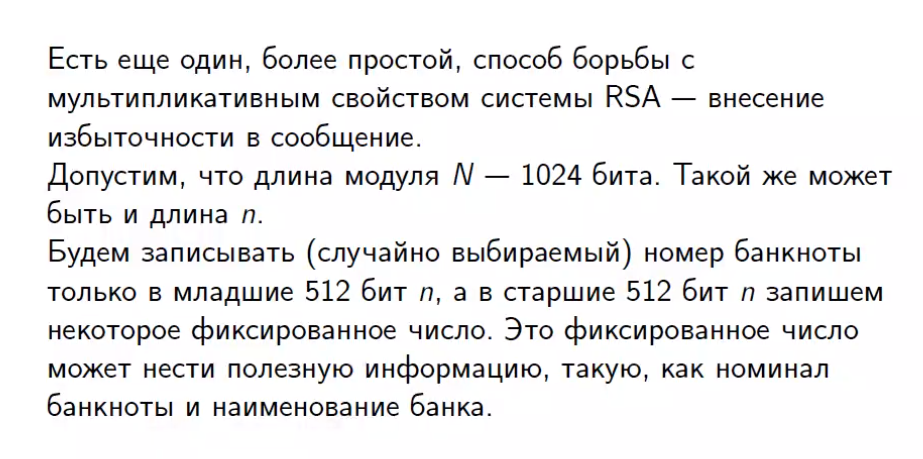 Есть еще один, более простой, способ борьбы с
мультипликативным свойством системы RSA — внесение
избыточности в сообщение.
Допустим, что длина модуля N — 1024 бита. Такой же может
быть и длина n.
Будем записывать (случайно выбираемый) номер банкноты
только в младшие 512 бит n, а в старшие 512 бит n запишем
некоторое фиксированное число. Это фиксированное число
может нести полезную информацию, такую, как номинал
банкноты и наименование банка.